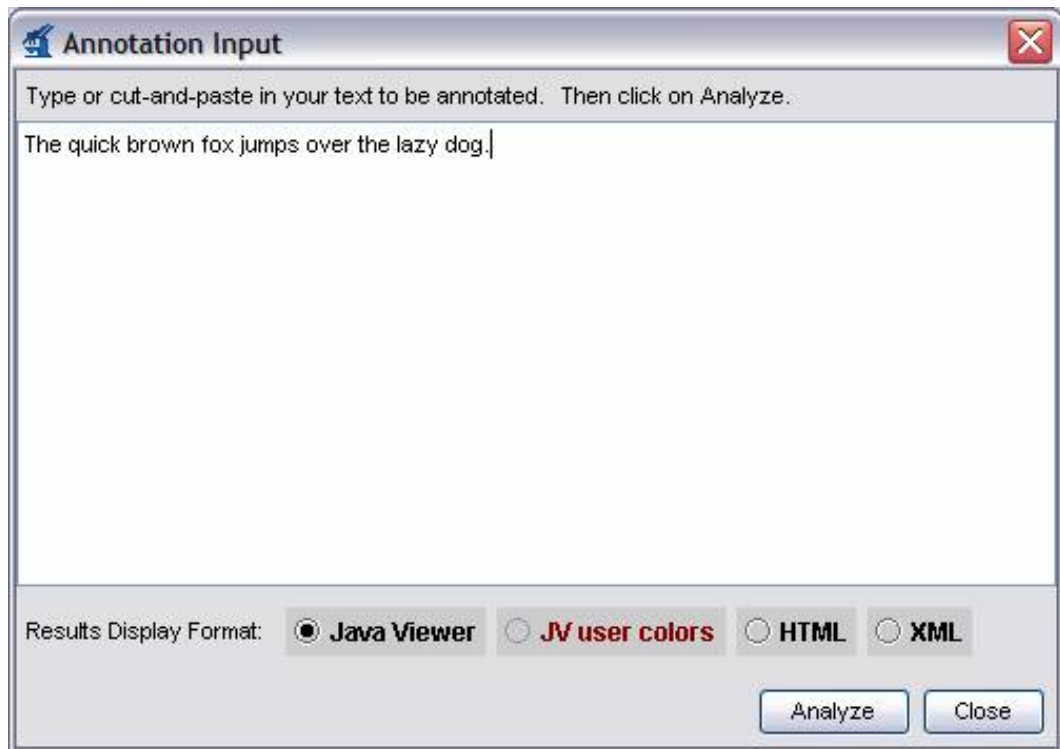 Annotation Input
Type or cut-and-paste in your text to be annotated. Then click on Analyze.
The quick brown fox jumps over the lazy dog.
Results Display Format: Java Viewer JV user colors HTML XML
Analyze Close